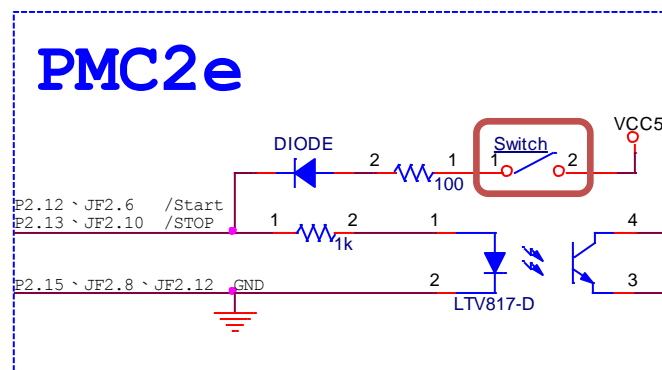 PMC2e
VCC5
DIODE
Switch
2 1 1 2
100
P2.12、JF2.6 /Start
P2.13、JF2.10 /STOP
1 2 1 4
1k
P2.15、JF2.8、JF2.12 GND
2 3
LTV817-D